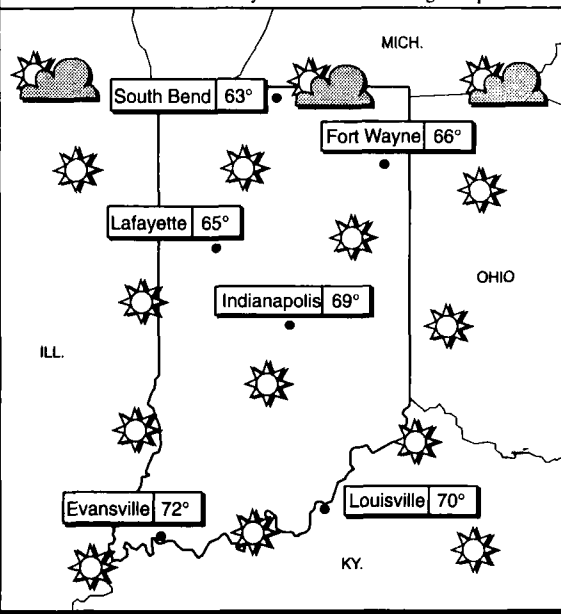 MICH.
South Bend 63°
Fort Wayne 66°
Lafayette 65°
OHIO
Indianapolis 69°
ILL.
Evansville 72°
Louisville 70°
KY.